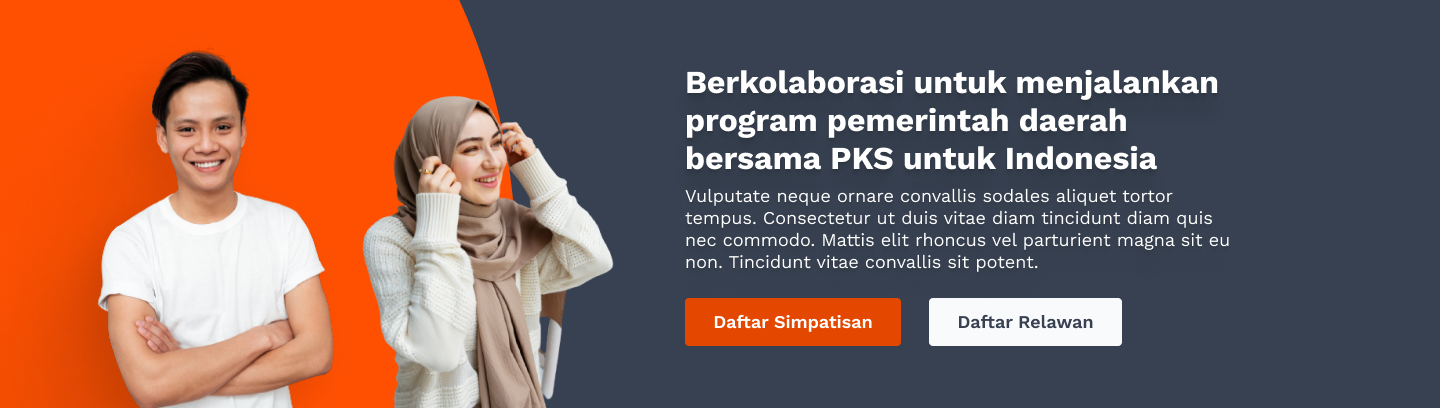 Berkolaborasi untuk menjalankan
program pemerintah daerah
bersama PKS untuk Indonesia
Vulputate neque ornare convallis sodales aliquet tortor
tempus. Consectetur ut duis vitae diam tincidunt diam quis
nec commodo. Mattis elit rhoncus vel parturient magna sit eu
non. Tincidunt vitae convallis sit potent.
Daftar Simpatisan
Daftar Relawan